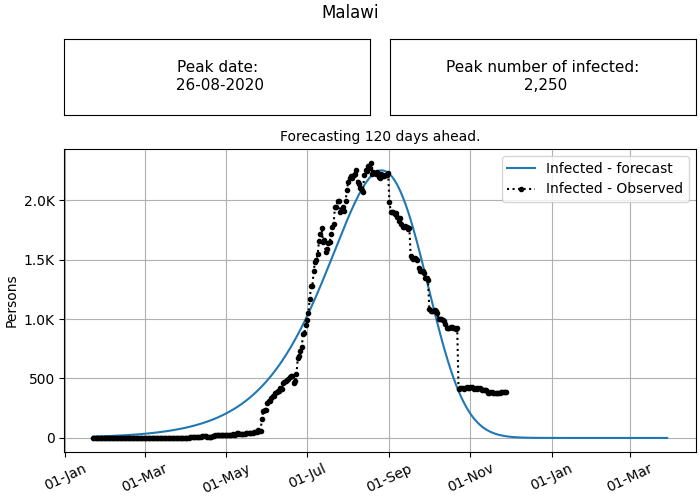 Malawi
Peak date:
26-08-2020
Peak number of infected:
2,250
Forecasting 120 days ahead.
Infected - forecast
Infected - Observed
Persons
2.0K
1.5K
1.0K
500
0
01-Jan
01-Mar
01-May
01-Jul
01-Sep
01-Nov
01-Jan
01-Mar